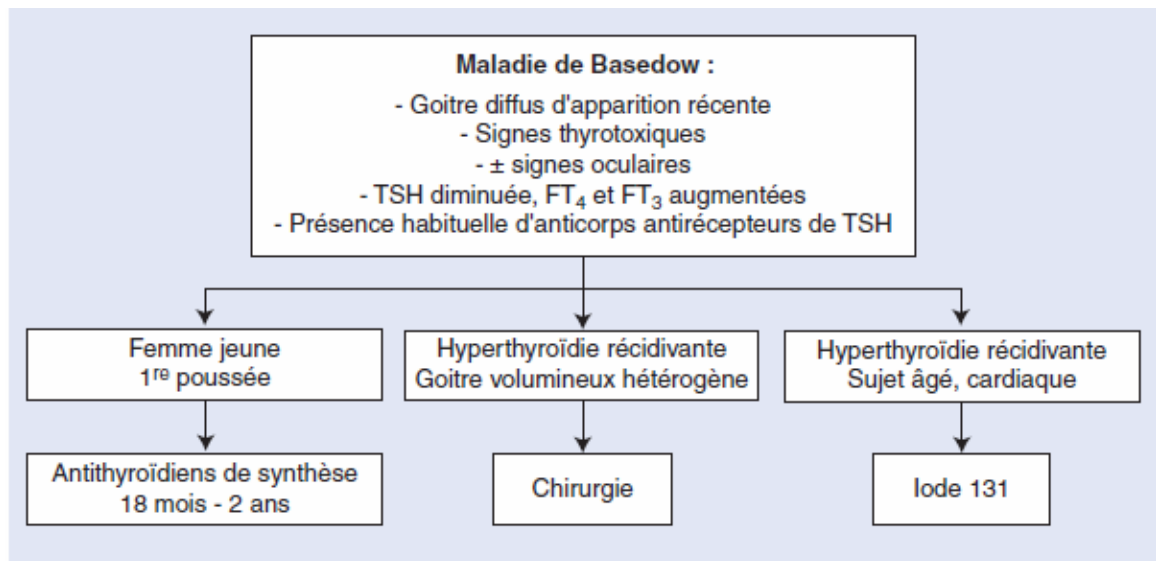 Maladie de Basedow :
- Goitre diffus d'apparition récente
- Signes thyrotoxiques
- ± signes oculaires
- TSH diminuée, FT4 et FT3 augmentées
- Présence habituelle d'anticorps antirécepteurs de TSH
Femme jeune
1re poussée
Hyperthyroïdie récidivante
Goitre volumineux hétérogène
Hyperthyroïdie récidivante
Sujet âgé, cardiaque
Antithyroïdiens de synthèse
18 mois - 2 ans
Chirurgie
Iode 131